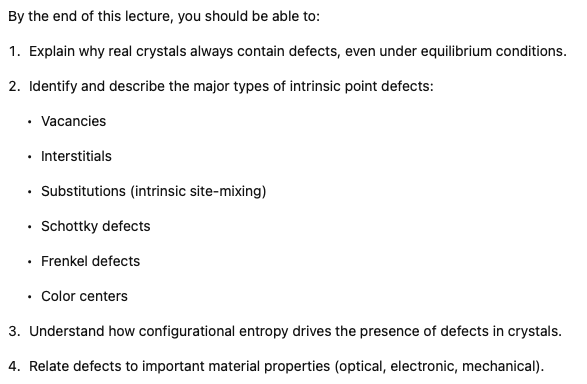 By the end of this lecture, you should be able to:
1. Explain why real crystals always contain defects, even under equilibrium conditions.
2. Identify and describe the major types of intrinsic point defects:
• Vacancies
• Interstitials
• Substitutions (intrinsic site-mixing)
• Schottky defects
• Frenkel defects
• Color centers
3. Understand how configurational entropy drives the presence of defects in crystals.
4. Relate defects to important material properties (optical, electronic, mechanical).